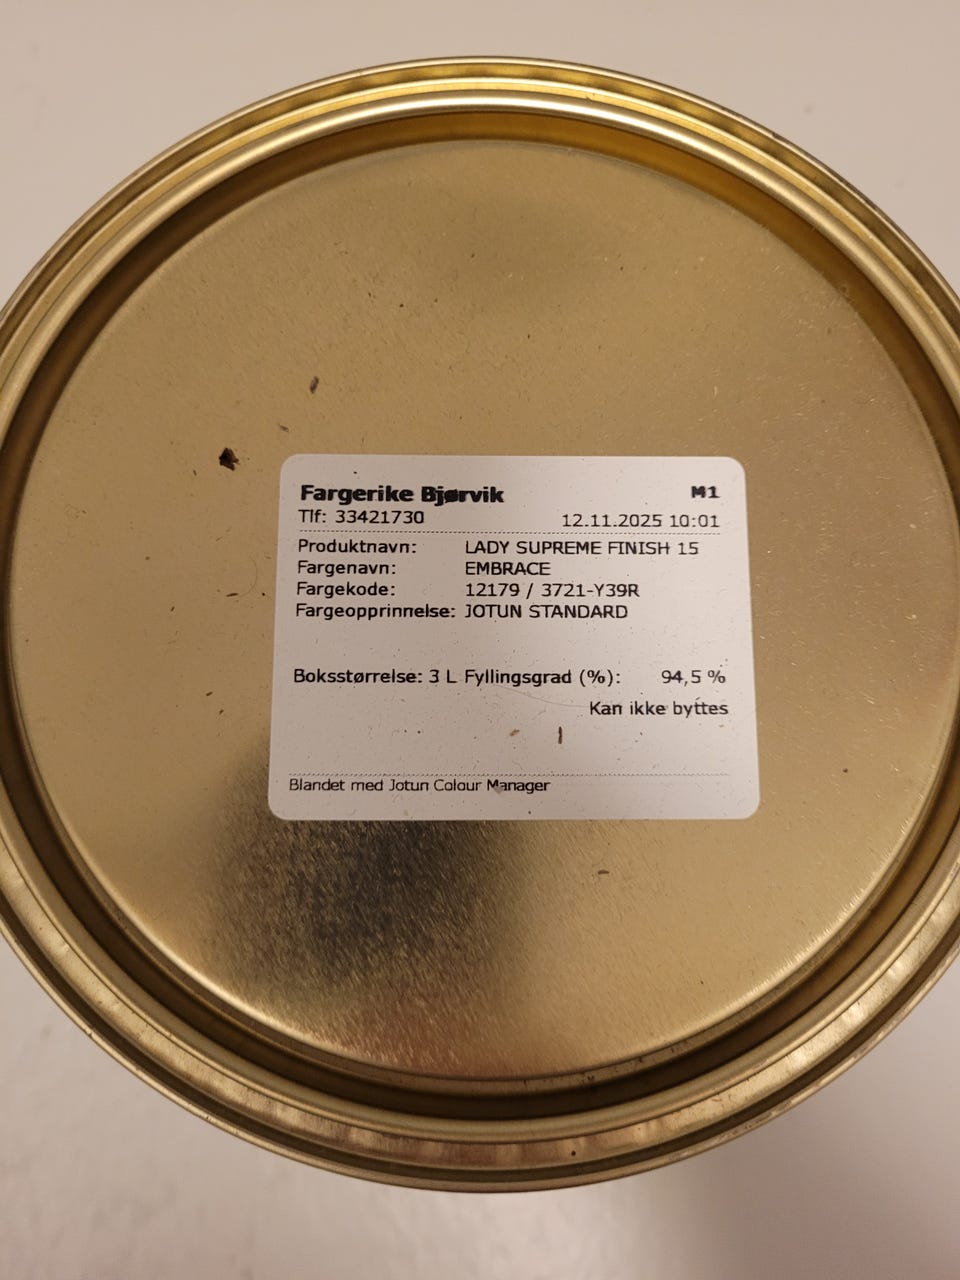 Fargerike Bjørvik M1
Tlf: 33421730 12.11.2025 10:01
Produktnavn: LADY SUPREME FINISH 15
Fargenavn: EMBRACE
Fargekode: 12179 / 3721-Y39R
Fargeopprinnelse: JOTUN STANDARD
Boksstørrelse: 3 L Fyllingsgrad (%): 94,5 %
Kan ikke byttes
Blandet med Jotun Colour Manager